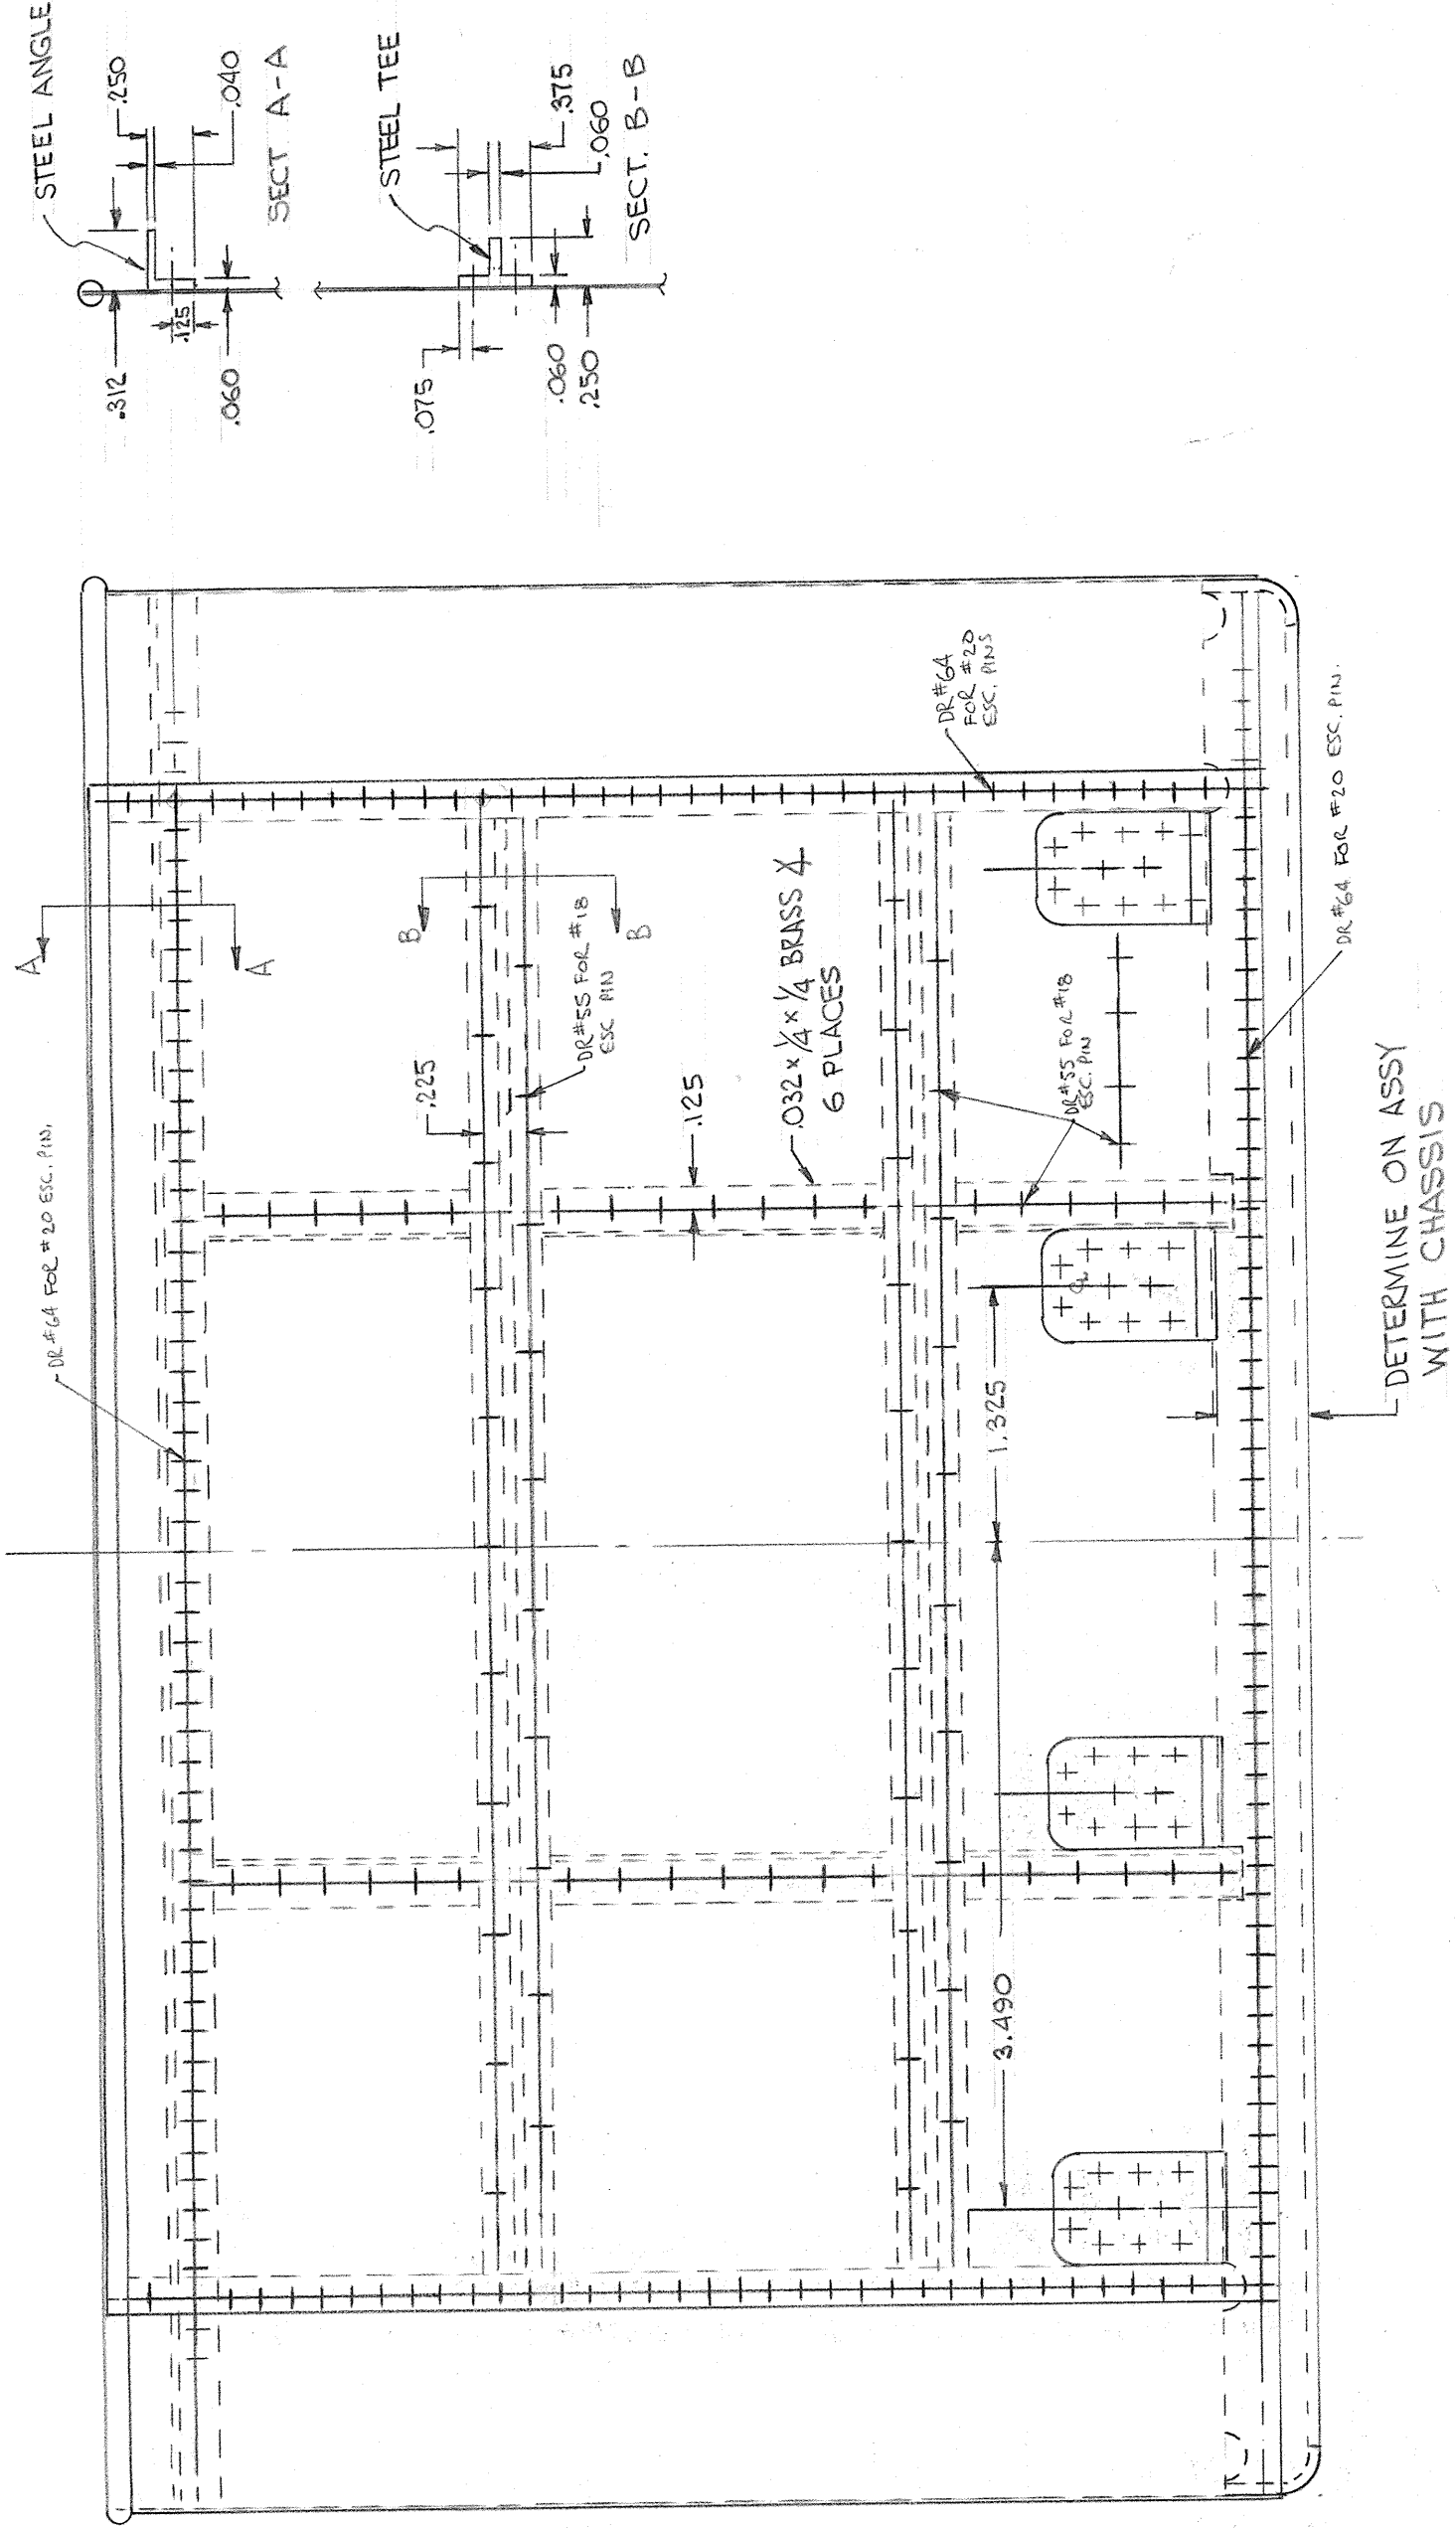 STEEL ANGLE
.250
.040
.312
.125
.060
SECT A-A
STEEL TEE
.375
.060
.075
.060
.250
SECT. B-B
A
A
B
B
DR #64 FOR #20 ESC. PIN.
.225
DR #55 FOR #18
ESC PIN
.125
.032 x 1/4 x 1/4 BRASS ∠
6 PLACES
DR #64
FOR #20
ESC. PINS
DR #55 FOR #18
ESC. PIN
1.325
3.490
DR #64 FOR #20 ESC. PIN.
DETERMINE ON ASSY
WITH CHASSIS